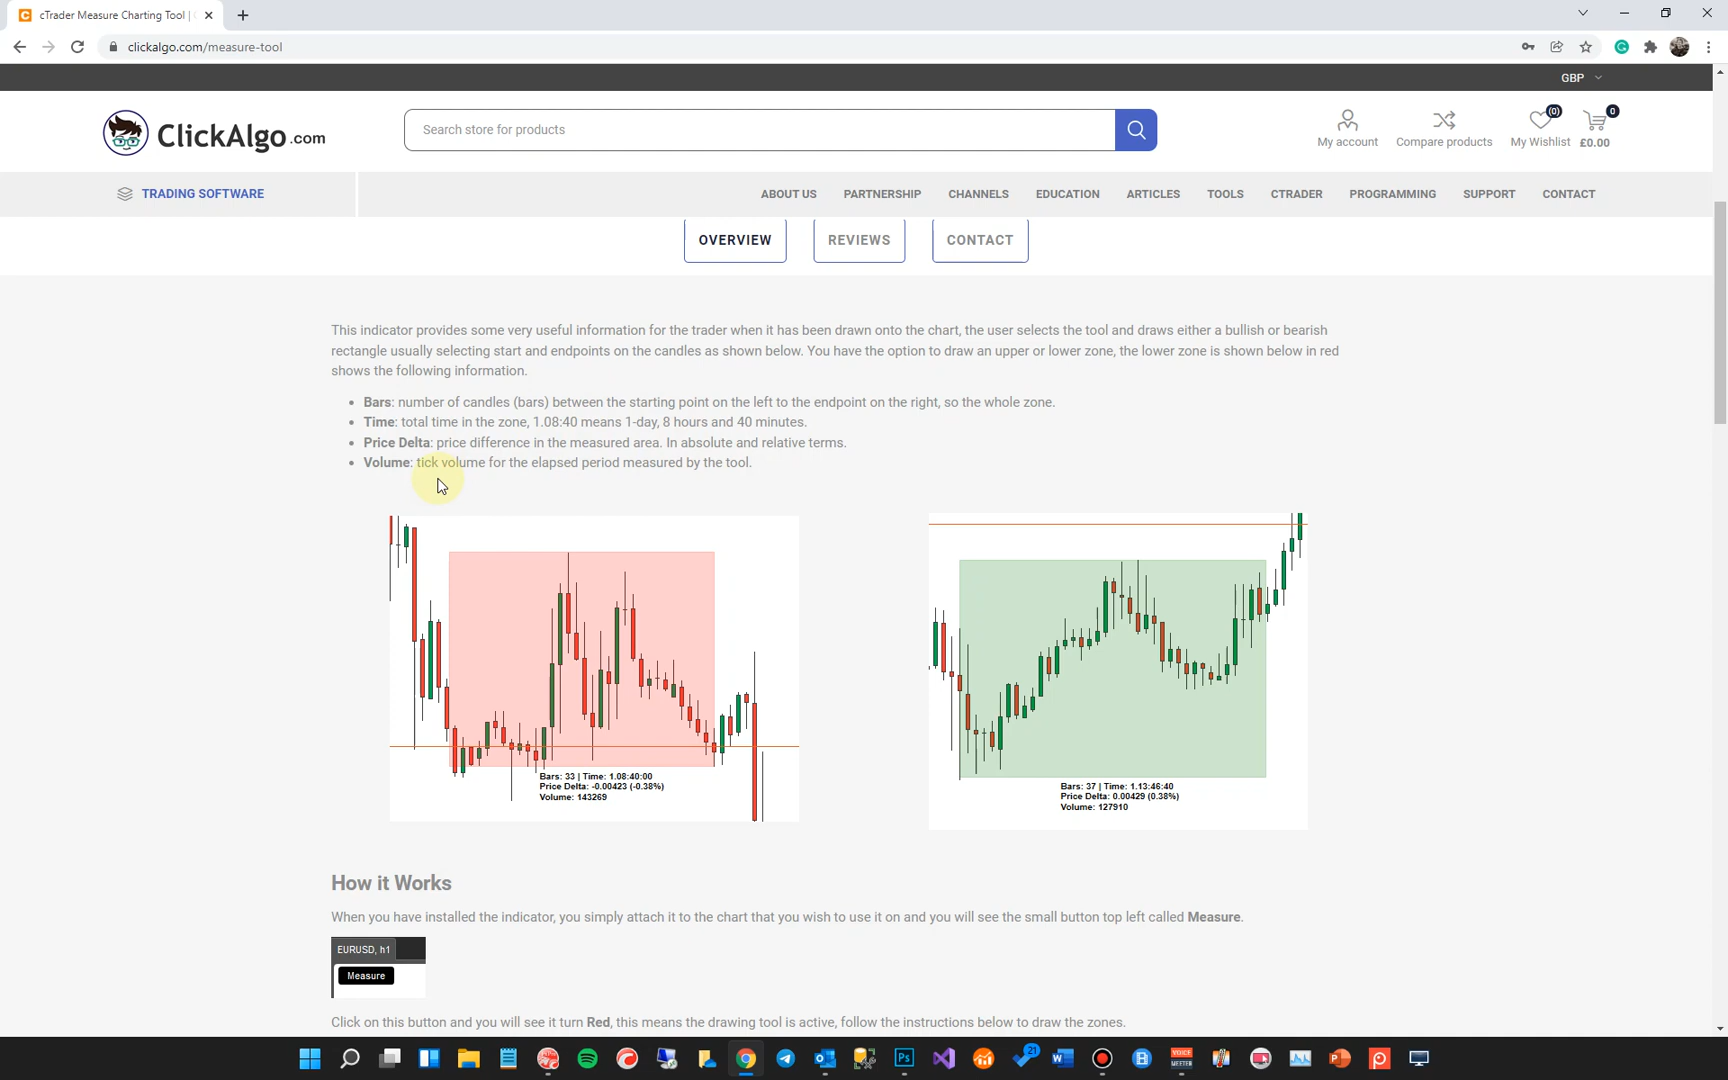 cTrader Measure Charting Tool |
clickalgo.com/measure-tool
GBP
ClickAlgo.com
Search store for products
(0)
0
My account
Compare products
My Wishlist
£0.00
TRADING SOFTWARE
ABOUT US
PARTNERSHIP
CHANNELS
EDUCATION
ARTICLES
TOOLS
CTRADER
PROGRAMMING
SUPPORT
CONTACT
OVERVIEW
REVIEWS
CONTACT
This indicator provides some very useful information for the trader when it has been drawn onto the chart, the user selects the tool and draws either a bullish or bearish
rectangle usually selecting start and endpoints on the candles as shown below. You have the option to draw an upper or lower zone, the lower zone is shown below in red
shows the following information.
Bars: number of candles (bars) between the starting point on the left to the endpoint on the right, so the whole zone.
Time: total time in the zone, 1.08:40 means 1-day, 8 hours and 40 minutes.
Price Delta: price difference in the measured area. In absolute and relative terms.
Volume: tick volume for the elapsed period measured by the tool.
Bars: 33 | Time: 1.08:40:00
Price Delta: -0.00423 (-0.38%)
Volume: 143269
Bars: 37 | Time: 1.13:46:40
Price Delta: 0.00429 (0.38%)
Volume: 127910
How it Works
When you have installed the indicator, you simply attach it to the chart that you wish to use it on and you will see the small button top left called Measure.
EURUSD, h1
Measure
Click on this button and you will see it turn Red, this means the drawing tool is active, follow the instructions below to draw the zones.
Ps
21
VOICE
MEETER